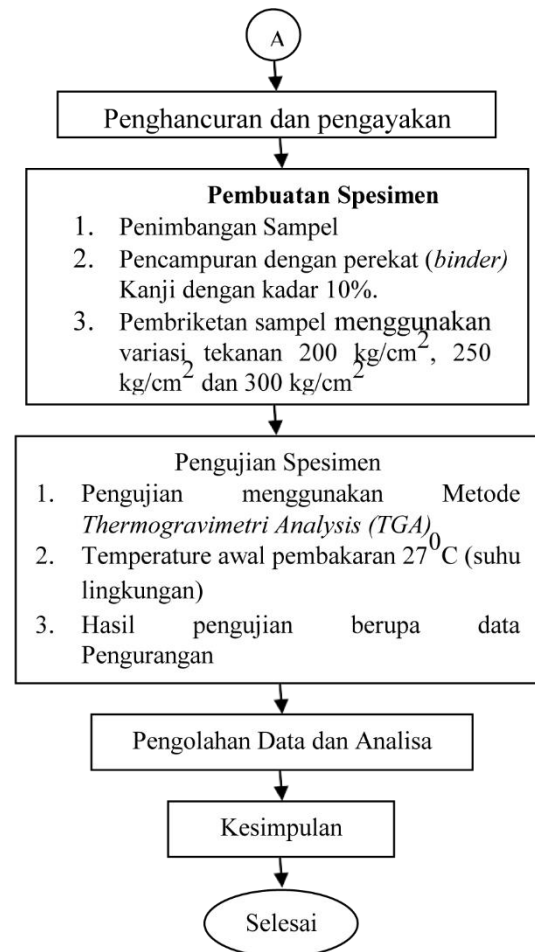 A
Penghancuran dan pengayakan
Pembuatan Spesimen
1. Penimbangan Sampel
2. Pencampuran dengan perekat (binder)
Kanji dengan kadar 10%.
3. Pembriketan sampel menggunakan
variasi tekanan 200 kg/cm², 250
kg/cm² dan 300 kg/cm²
Pengujian Spesimen
1. Pengujian menggunakan Metode
Thermogravimetri Analysis (TGA)
2. Temperature awal pembakaran 27⁰C (suhu
lingkungan)
3. Hasil pengujian berupa data
Pengurangan
Pengolahan Data dan Analisa
Kesimpulan
Selesai